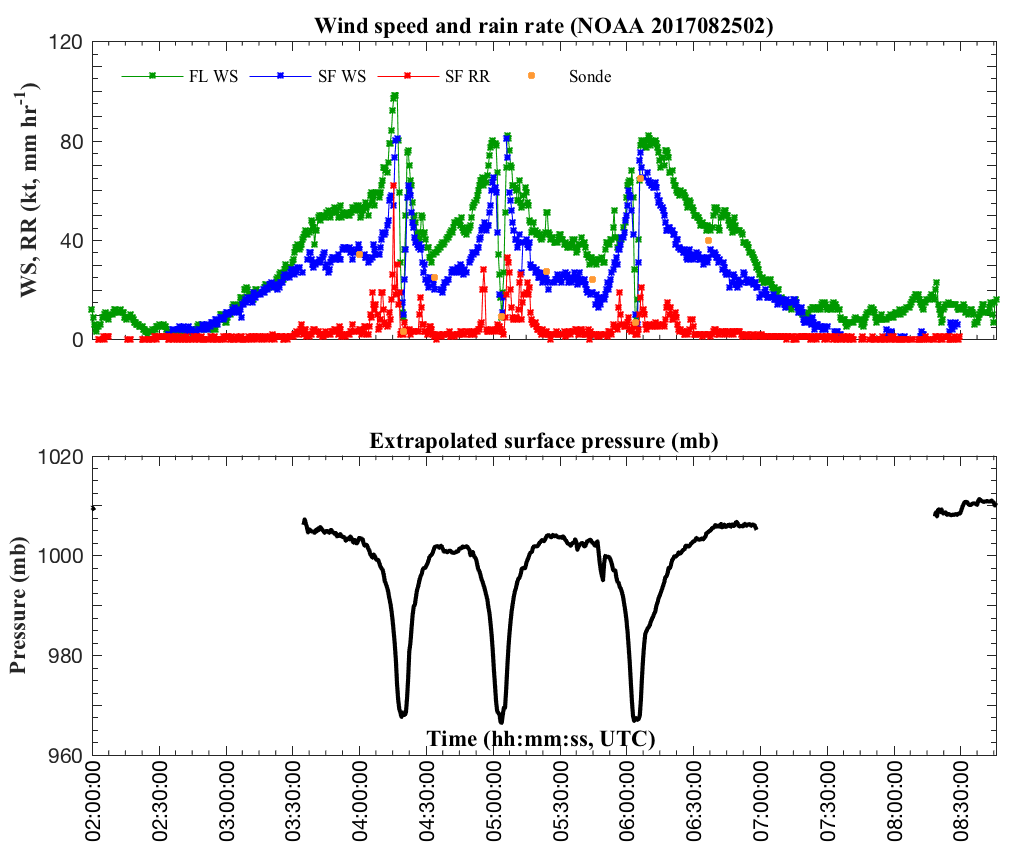 Wind speed and rain rate (NOAA 2017082502)
WS, RR (kt, mm hr-1)
120
80
40
0
FL WS
SF WS
SF RR
Sonde
Extrapolated surface pressure (mb)
Pressure (mb)
1020
1000
980
960
Time (hh:mm:ss, UTC)
02:00:00
02:30:00
03:00:00
03:30:00
04:00:00
04:30:00
05:00:00
05:30:00
06:00:00
06:30:00
07:00:00
07:30:00
08:00:00
08:30:00